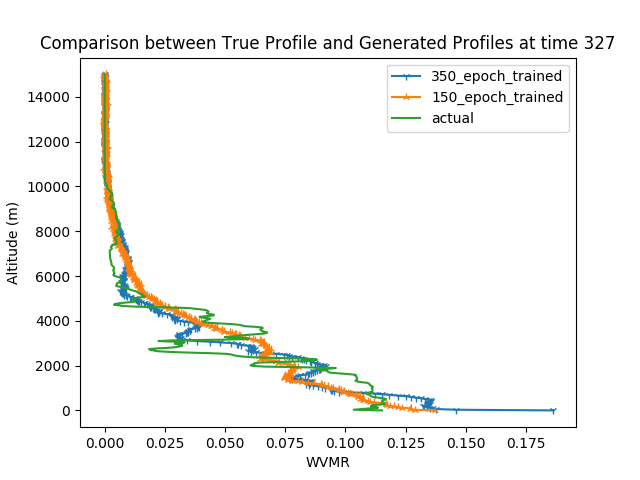 Comparison between True Profile and Generated Profiles at time 327
350_epoch_trained
150_epoch_trained
actual
Altitude (m)
14000
12000
10000
8000
6000
4000
2000
0
0.000 0.025 0.050 0.075 0.100 0.125 0.150 0.175
WVMR